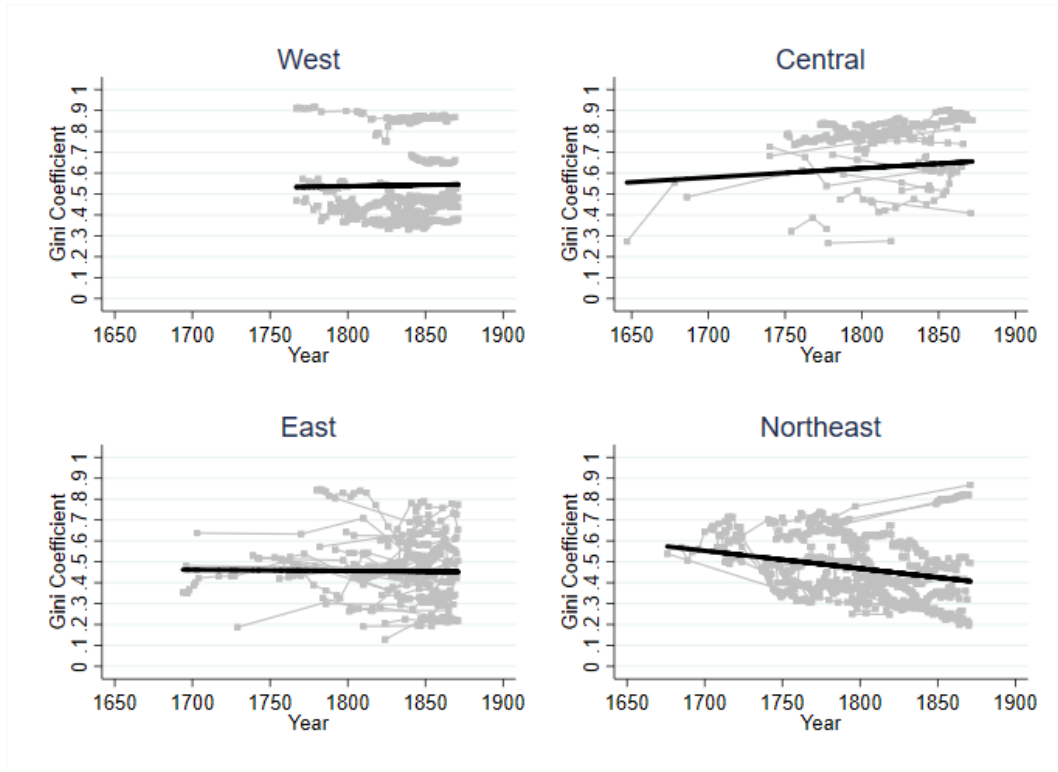 West
Gini Coefficient
0 .1 .2 .3 .4 .5 .6 .7 .8 .9 1
1650 1700 1750 1800 1850 1900
Year
Central
Gini Coefficient
0 .1 .2 .3 .4 .5 .6 .7 .8 .9 1
1650 1700 1750 1800 1850 1900
Year
East
Gini Coefficient
0 .1 .2 .3 .4 .5 .6 .7 .8 .9 1
1650 1700 1750 1800 1850 1900
Year
Northeast
Gini Coefficient
0 .1 .2 .3 .4 .5 .6 .7 .8 .9 1
1650 1700 1750 1800 1850 1900
Year